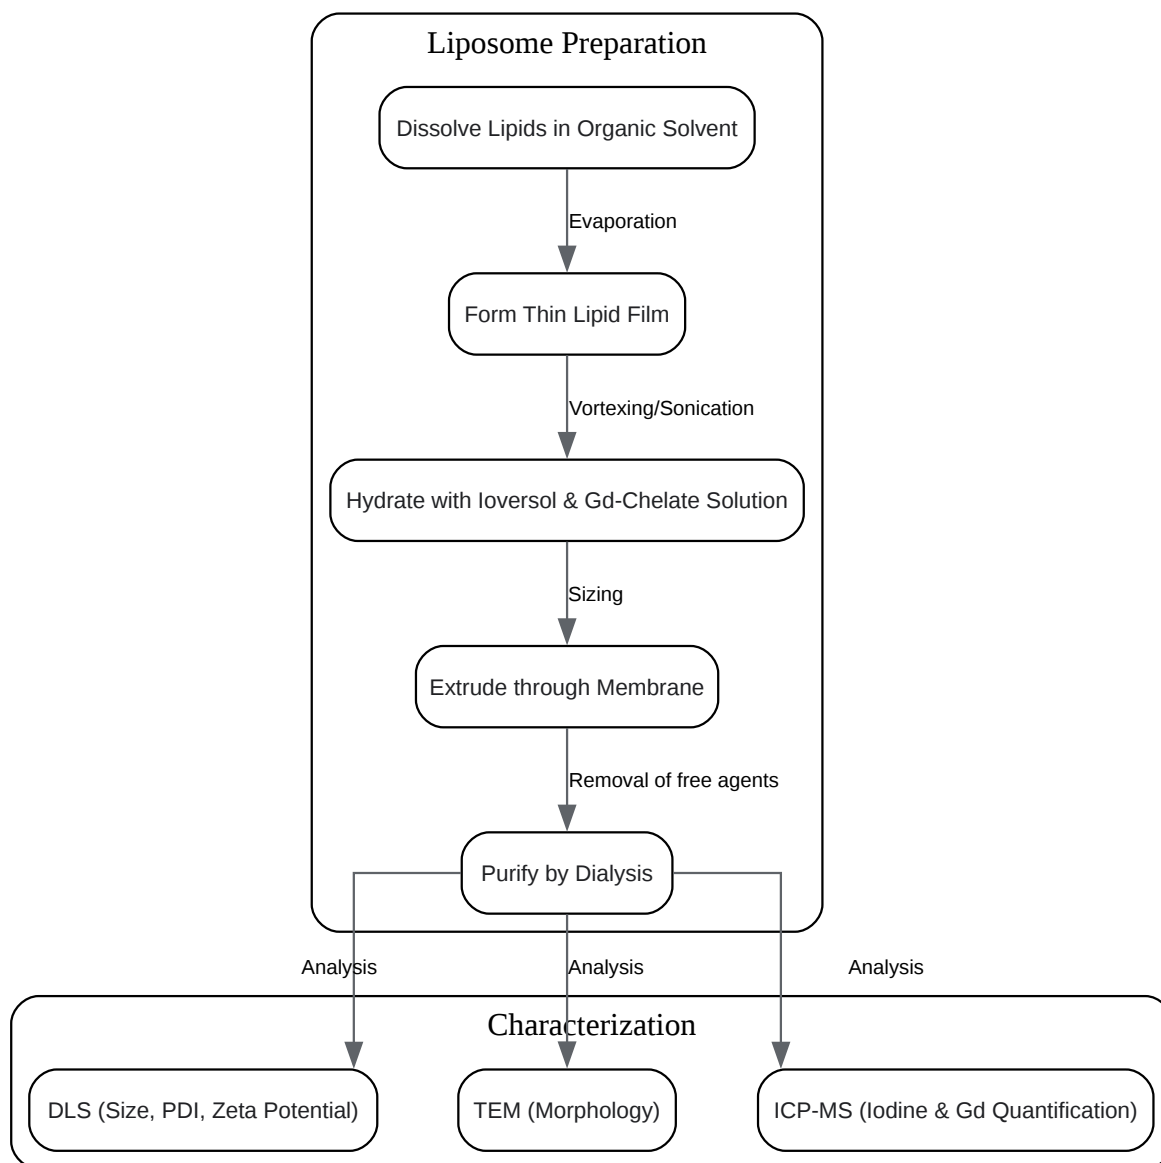 Liposome Preparation
Dissolve Lipids in Organic Solvent
Evaporation
Form Thin Lipid Film
Vortexing/Sonication
Hydrate with Ioversol & Gd-Chelate Solution
Sizing
Extrude through Membrane
Removal of free agents
Purify by Dialysis
Analysis
Analysis
Analysis
Characterization
DLS (Size, PDI, Zeta Potential)
TEM (Morphology)
ICP-MS (Iodine & Gd Quantification)